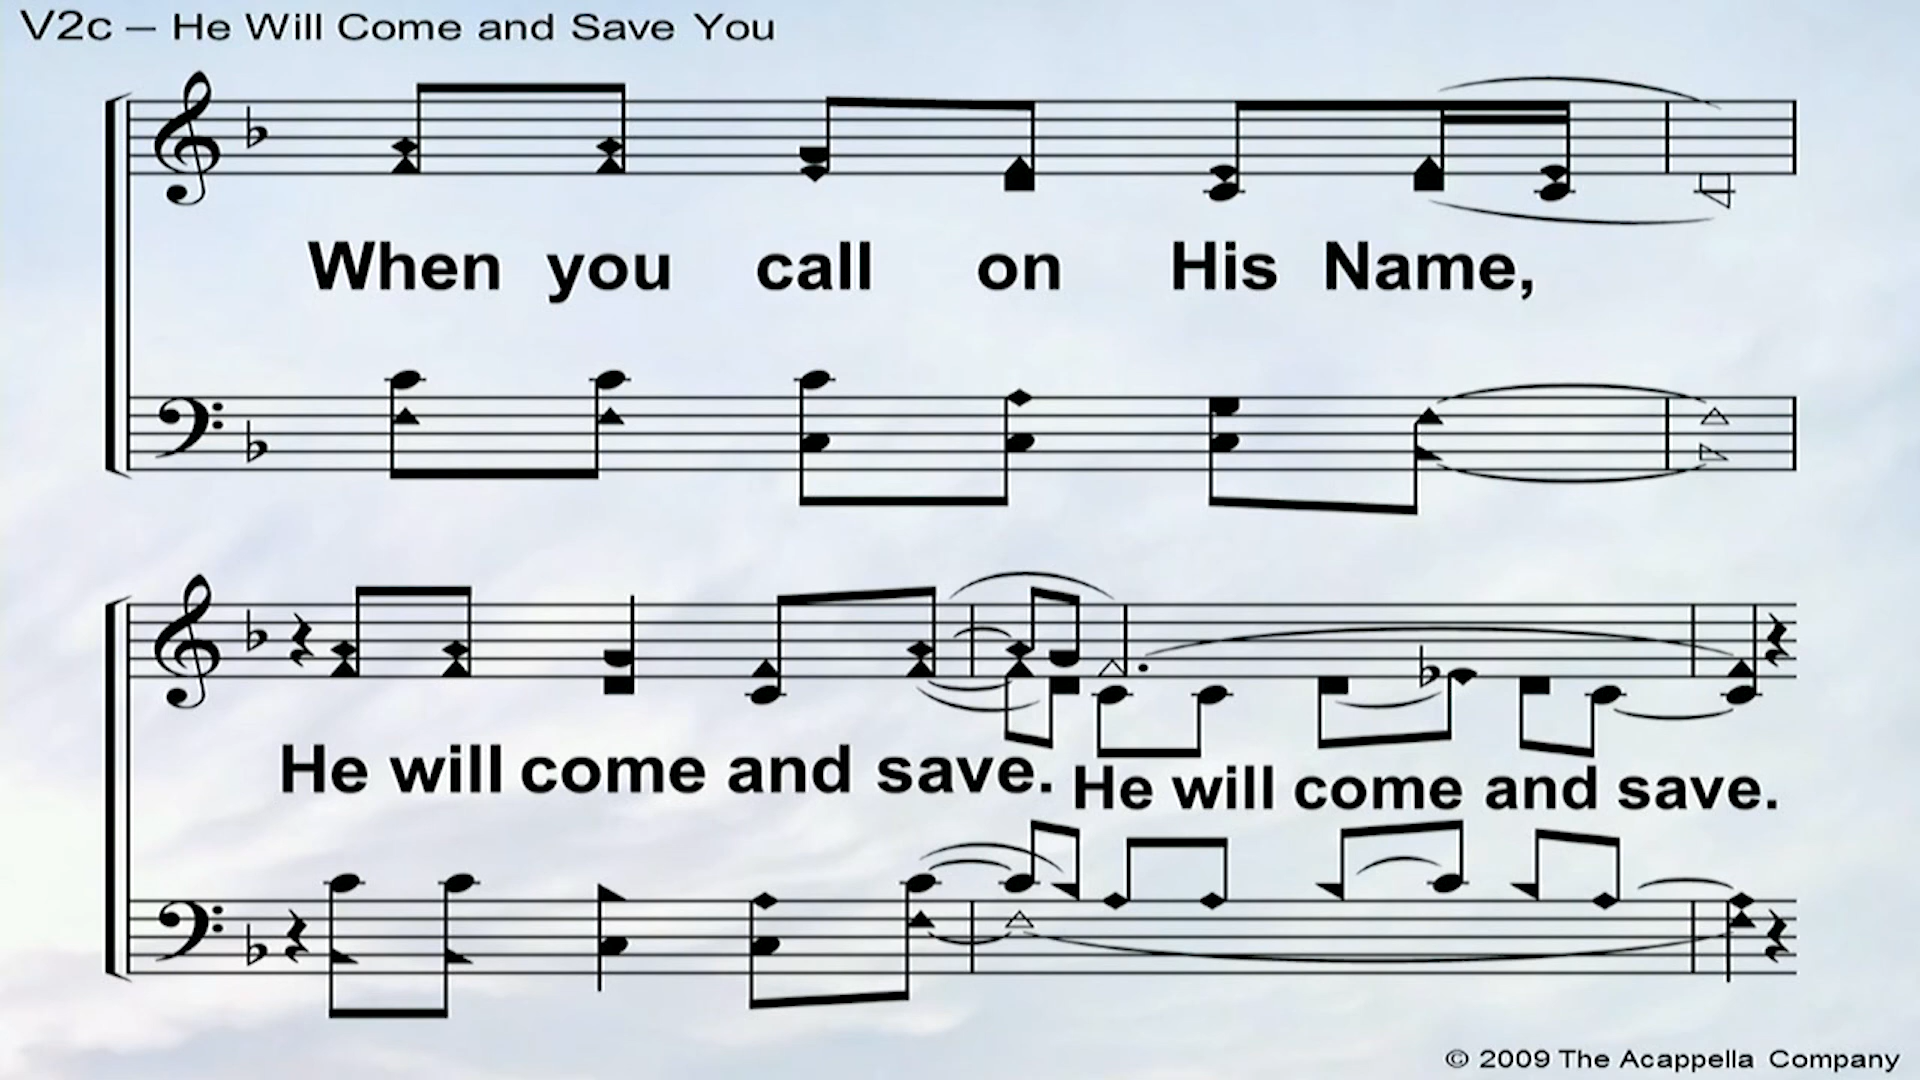 V2c – He Will Come and Save You
When you call on His Name,
He will come and save. He will come and save.
© 2009 The Acappella Company